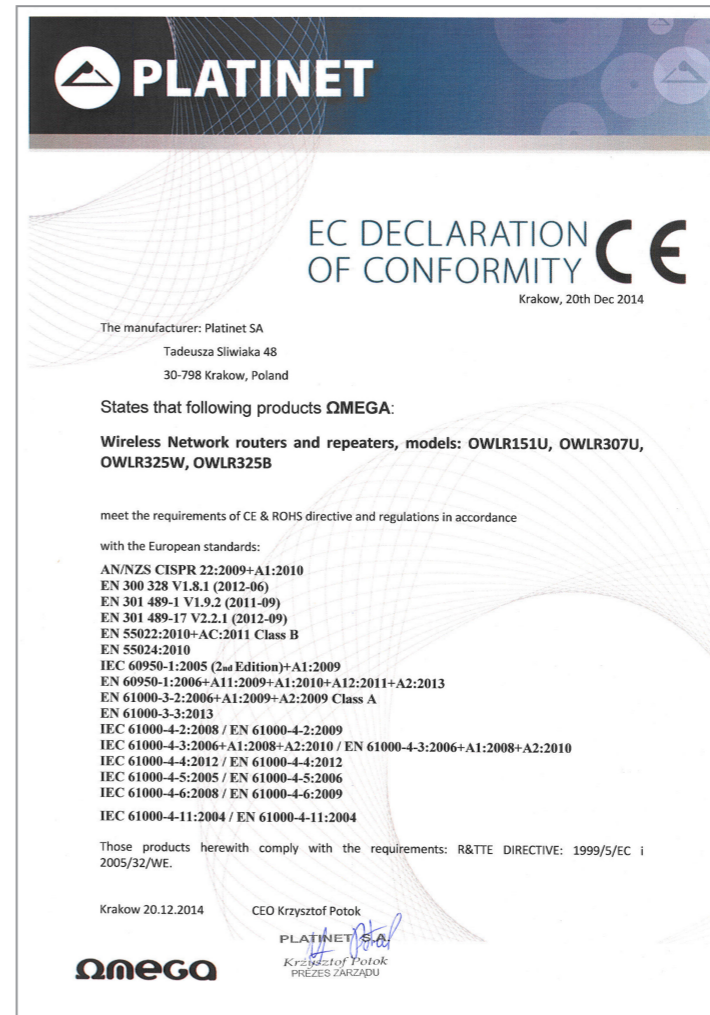 PLATINET
EC DECLARATION
OF CONFORMITY
CE
Krakow, 20th Dec 2014
The manufacturer: Platinet SA
Tadeusza Sliwiaka 48
30-798 Krakow, Poland
States that following products ΩMEGA:
Wireless Network routers and repeaters, models: OWLR151U, OWLR307U,
OWLR325W, OWLR325B
meet the requirements of CE & ROHS directive and regulations in accordance
with the European standards:
AN/NZS CISPR 22:2009+A1:2010
EN 300 328 V1.8.1 (2012-06)
EN 301 489-1 V1.9.2 (2011-09)
EN 301 489-17 V2.2.1 (2012-09)
EN 55022:2010+AC:2011 Class B
EN 55024:2010
IEC 60950-1:2005 (2nd Edition)+A1:2009
EN 60950-1:2006+A11:2009+A1:2010+A12:2011+A2:2013
EN 61000-3-2:2006+A1:2009+A2:2009 Class A
EN 61000-3-3:2013
IEC 61000-4-2:2008 / EN 61000-4-2:2009
IEC 61000-4-3:2006+A1:2008+A2:2010 / EN 61000-4-3:2006+A1:2008+A2:2010
IEC 61000-4-4:2012 / EN 61000-4-4:2012
IEC 61000-4-5:2005 / EN 61000-4-5:2006
IEC 61000-4-6:2008 / EN 61000-4-6:2009
IEC 61000-4-11:2004 / EN 61000-4-11:2004
Those products herewith comply with the requirements: R&TTE DIRECTIVE: 1999/5/EC i
2005/32/WE.
Krakow 20.12.2014 CEO Krzysztof Potok
PLATINET S.A.
Krzysztof Potok
PREZES ZARZĄDU
ΩmeGa